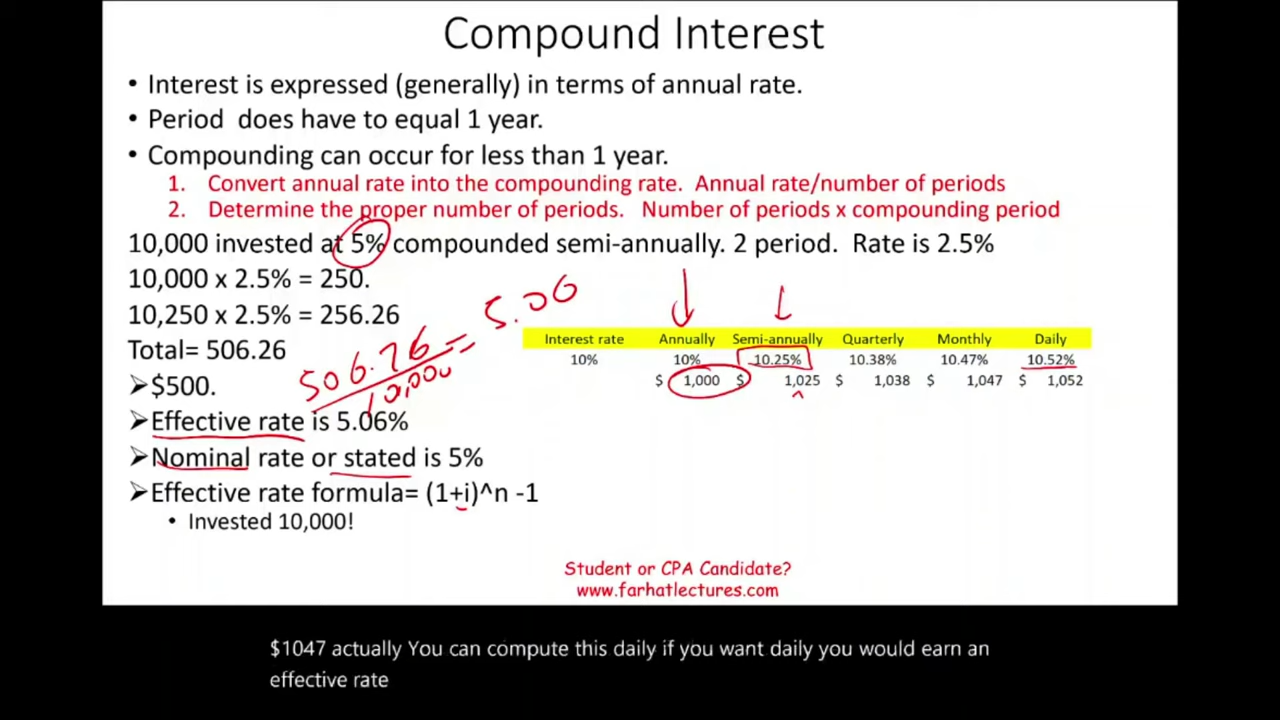 Compound Interest
• Interest is expressed (generally) in terms of annual rate.
• Period does have to equal 1 year.
• Compounding can occur for less than 1 year.
1. Convert annual rate into the compounding rate. Annual rate/number of periods
2. Determine the proper number of periods. Number of periods x compounding period
10,000 invested at 5% compounded semi-annually. 2 period. Rate is 2.5%
10,000 x 2.5% = 250.
10,250 x 2.5% = 256.26
Total= 506.26
506.26
10,000
= 5.06
➢$500.
➢Effective rate is 5.06%
➢Nominal rate or stated is 5%
➢Effective rate formula= (1+i)^n -1
• Invested 10,000!
Interest rate Annually Semi-annually Quarterly Monthly Daily
10% 10% 10.25% 10.38% 10.47% 10.52%
$ 1,000 $ 1,025 $ 1,038 $ 1,047 $ 1,052
Student or CPA Candidate?
www.farhatlectures.com
$1047 actually You can compute this daily if you want daily you would earn an
effective rate